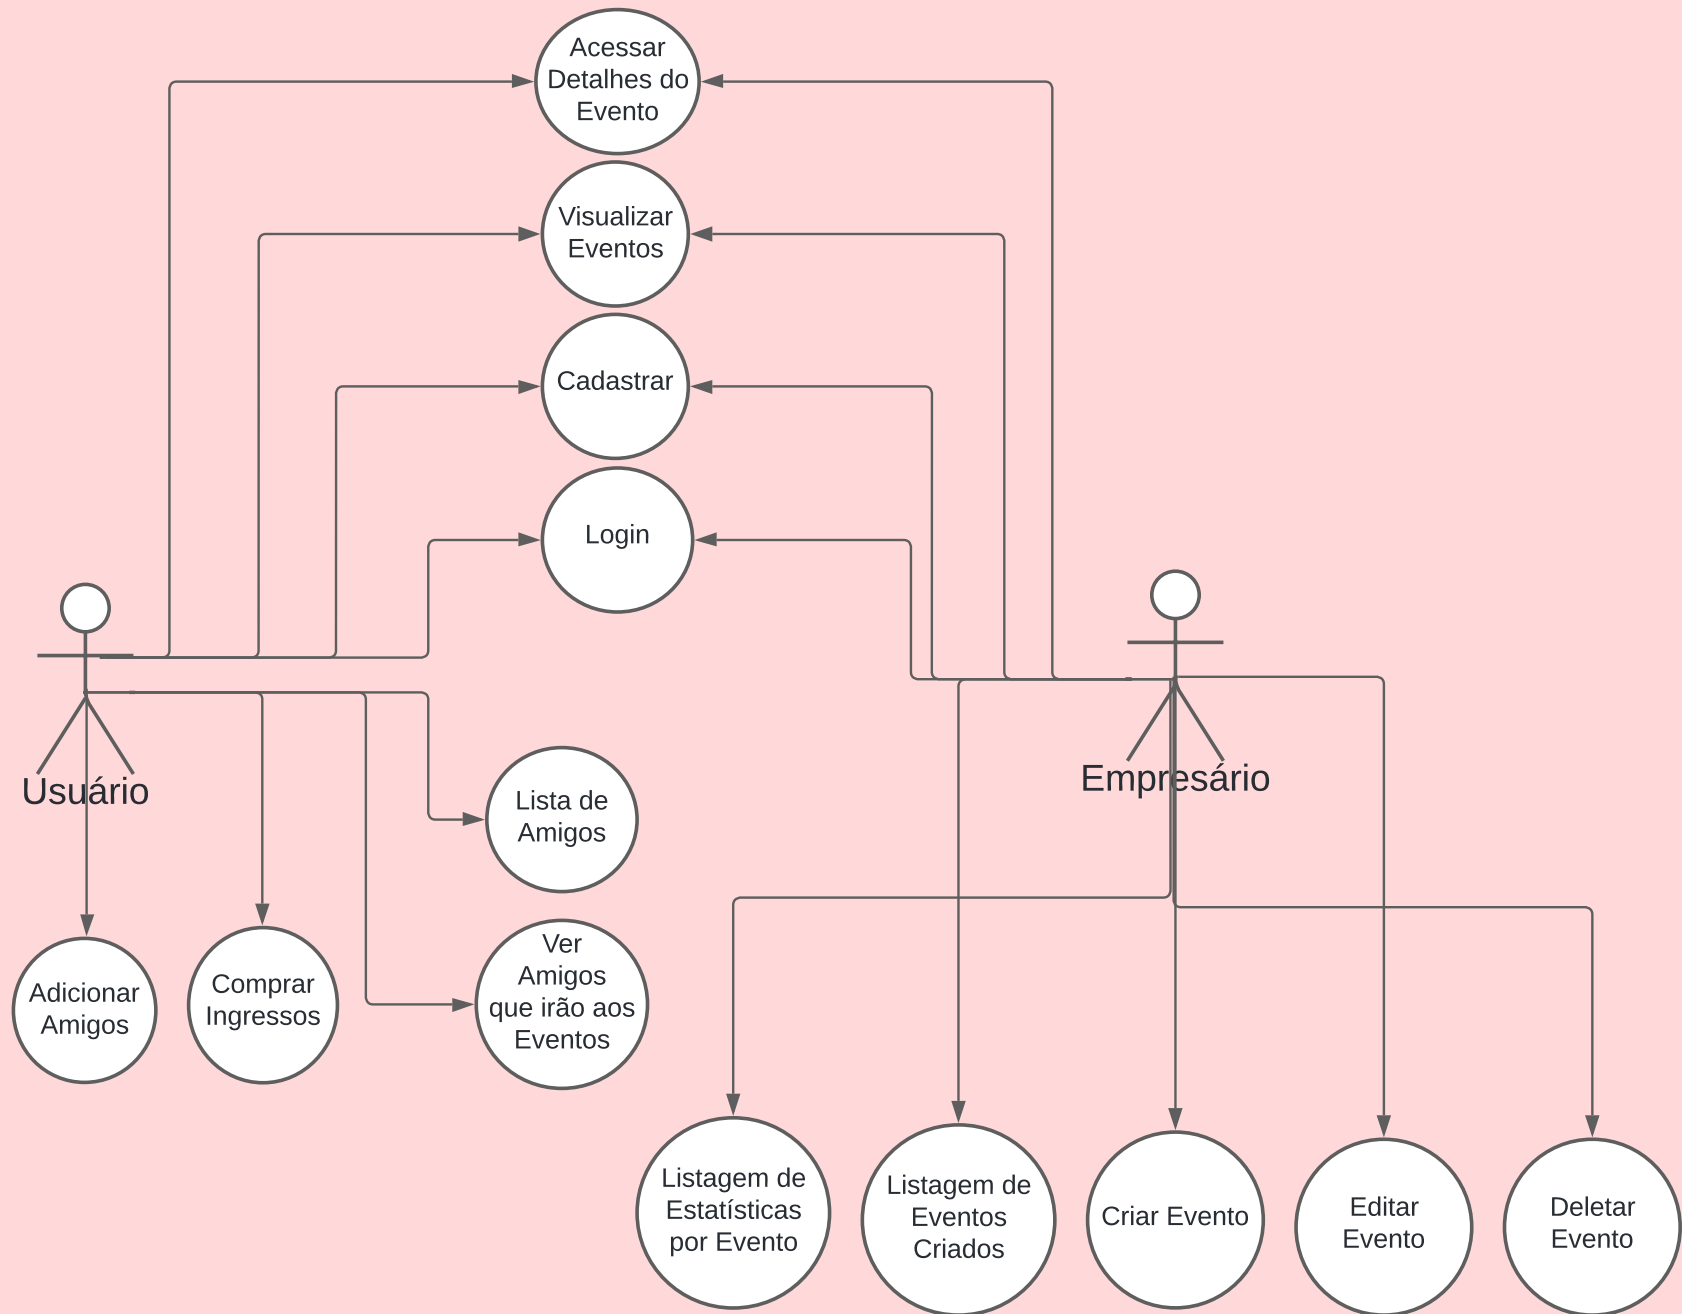 Acessar
Detalhes do
Evento
Visualizar
Eventos
Cadastrar
Login
Usuário
Empresário
Lista de
Amigos
Ver
Amigos
que irão aos
Eventos
Adicionar
Amigos
Comprar
Ingressos
Listagem de
Estatísticas
por Evento
Listagem de
Eventos
Criados
Criar Evento
Editar
Evento
Deletar
Evento